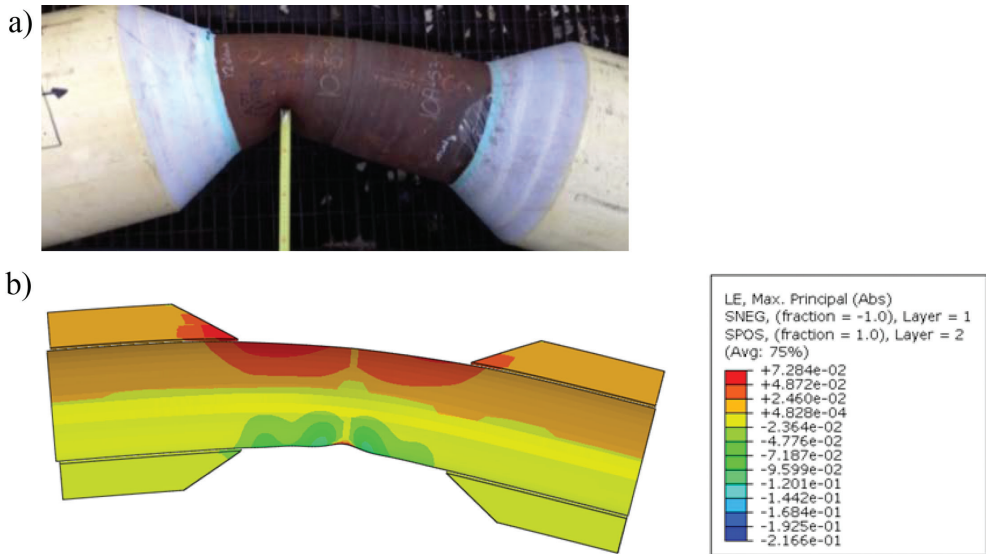 a)
b)
LE, Max. Principal (Abs)
SNEG, (fraction = -1.0), Layer = 1
SPOS, (fraction = 1.0), Layer = 2
(Avg: 75%)
+7.284e-02
+4.872e-02
+2.460e-02
+4.828e-04
-2.364e-02
-4.776e-02
-7.187e-02
-9.599e-02
-1.201e-01
-1.442e-01
-1.684e-01
-1.925e-01
-2.166e-01